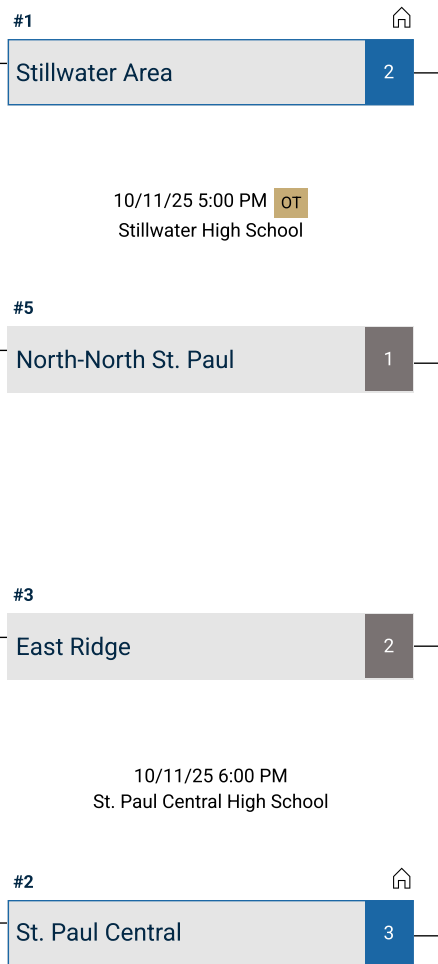 #1
Stillwater Area 2
10/11/25 5:00 PM OT
Stillwater High School
#5
North-North St. Paul 1
#3
East Ridge 2
10/11/25 6:00 PM
St. Paul Central High School
#2
St. Paul Central 3